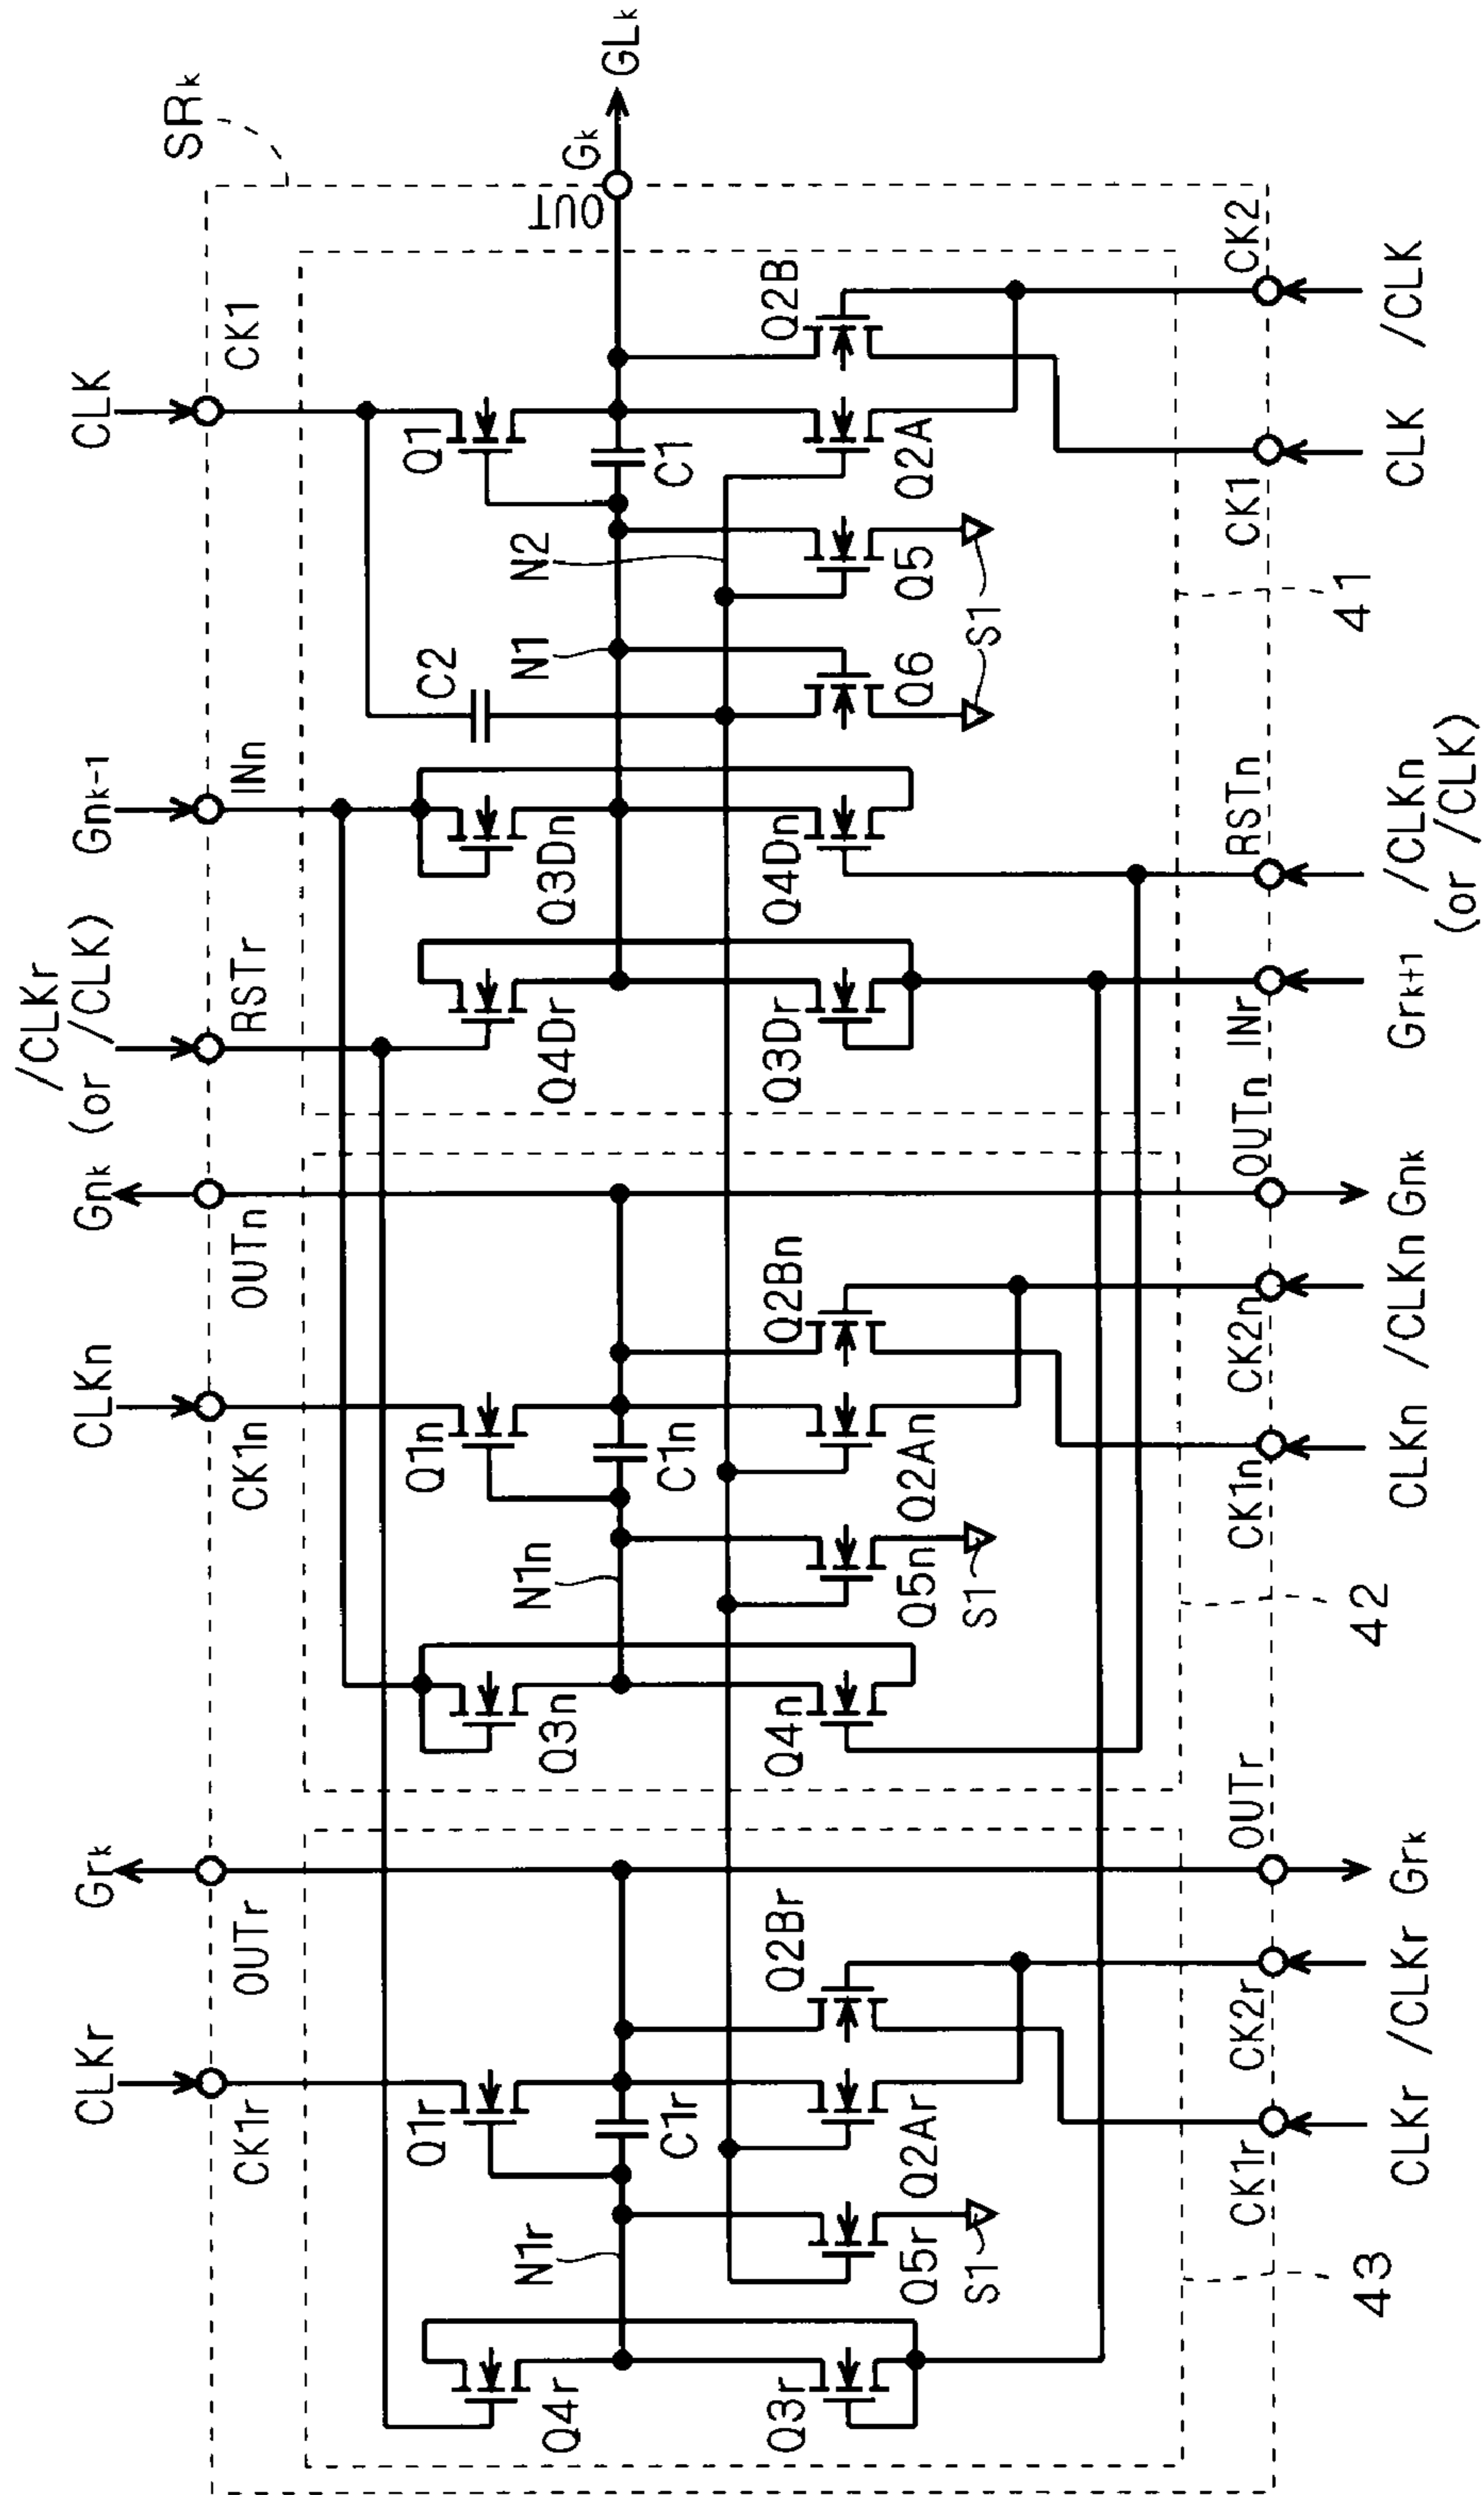 SRk
CLKr
Grk
CLKn
Gnk
/CLKr
(or /CLK)
Gnk-1
CLK
CK1r
OUTr
CK1n
OUTn
RSTr
INn
CK1
OUT
Gk
GLk
Q4r
Q1r
Q3n
Q1n
Q4Dr
Q3Dn
C2
Q1
N1r
C1r
N1n
C1n
N1
N2
C1
Q3r
Q5r
Q2Ar
Q2Br
Q4n
Q5n
Q2An
Q2Bn
Q3Dr
Q4Dn
Q6
Q5
Q2A
Q2B
S1
S1
S1
CK1r
CK2r
OUTr
CK1n
CK2n
OUTn
INr
RSTn
CK1
CK2
CLKr
/CLKr
Grk
CLKn
/CLKn
Gnk
Grk+1
/CLKn
(or /CLK)
CLK
/CLK
43
42
41